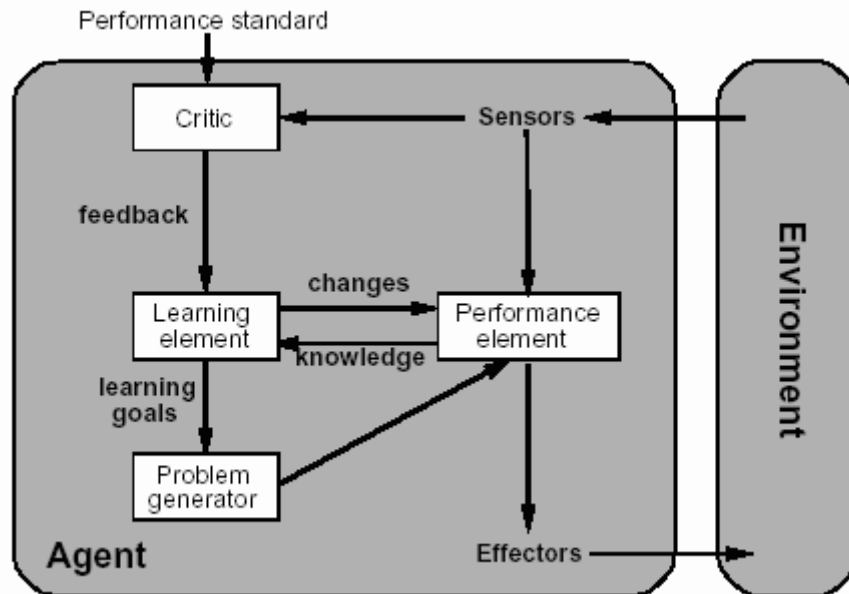 Performance standard
Critic
Sensors
feedback
changes
Learning
element
Performance
element
knowledge
learning
goals
Problem
generator
Agent
Effectors
Environment